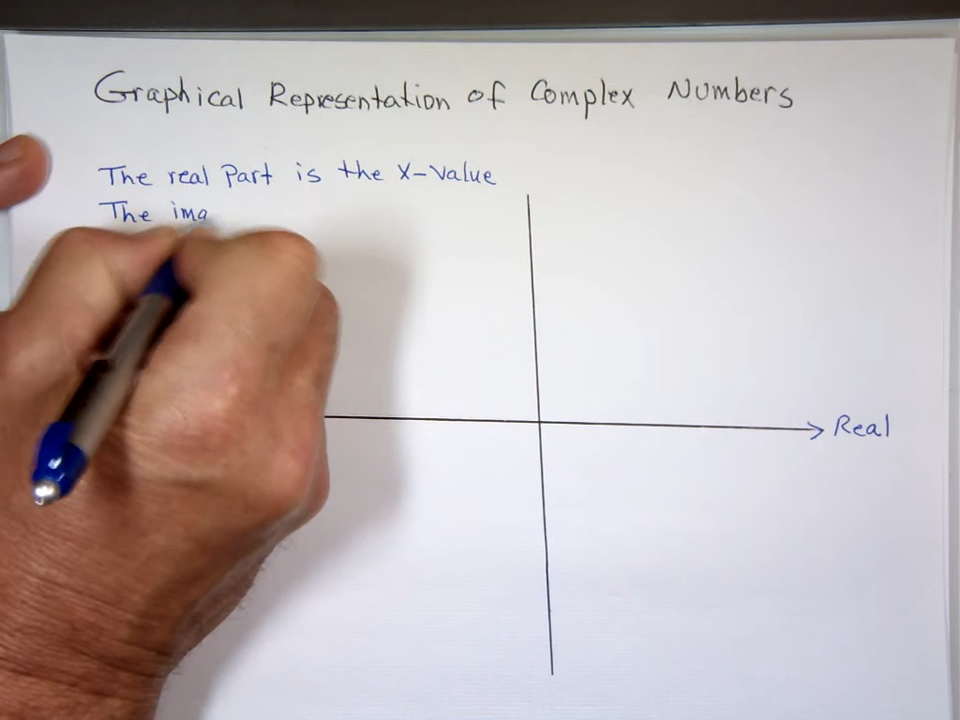 Graphical Representation of Complex Numbers
The real Part is the X-Value
The ima
Real